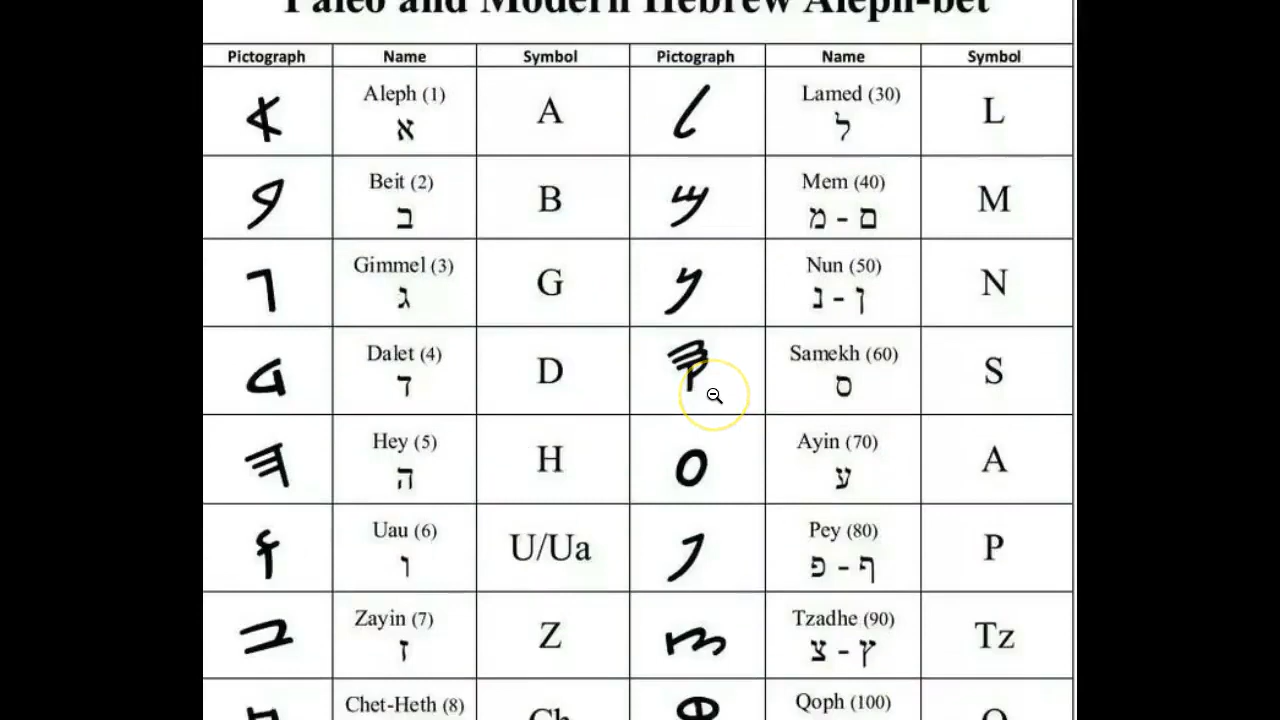 Paleo and Modern Hebrew Aleph-bet
Pictograph Name Symbol Pictograph Name Symbol
Aleph (1) Lamed (30)
א A ל L
Beit (2) Mem (40)
ב B מ - ם M
Gimmel (3) Nun (50)
ג G נ - ן N
Dalet (4) Samekh (60)
ד D ס S
Hey (5) Ayin (70)
ה H ע A
Uau (6) Pey (80)
ו U/Ua פ - ף P
Zayin (7) Tzadhe (90)
ז Z צ - ץ Tz
Chet-Heth (8) Qoph (100)
Ch Q